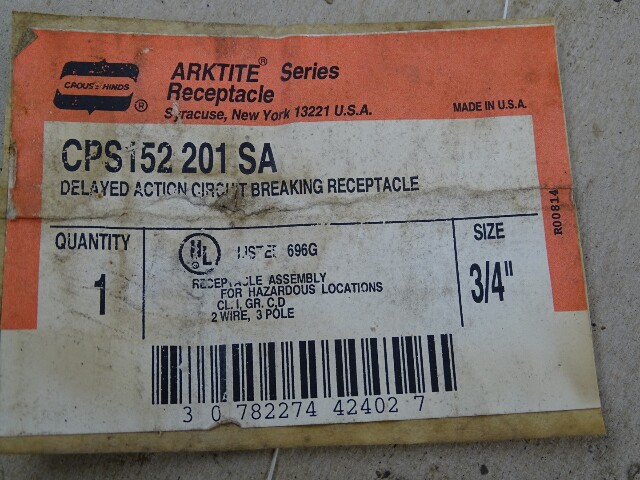 CROUSE-HINDS ®
ARKTITE® Series
Receptacle
Syracuse, New York 13221 U.S.A.
MADE IN U.S.A.
CPS152 201 SA
DELAYED ACTION CIRCUIT BREAKING RECEPTACLE
R00814
QUANTITY
1
UL ® LISTED 696G
RECEPTACLE ASSEMBLY
FOR HAZARDOUS LOCATIONS
CL. I, GR. C,D
2 WIRE, 3 POLE
SIZE
3/4"
3 0 782274 42402 7